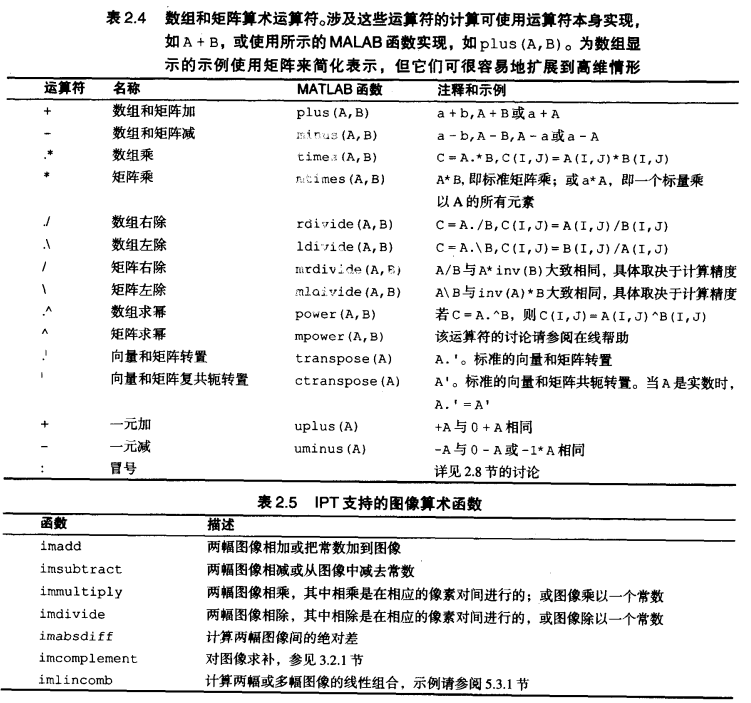 表 2.4 数组和矩阵算术运算符。涉及这些运算符的计算可使用运算符本身实现，
如 A + B，或使用所示的 MALAB 函数实现，如 plus (A, B)。为数组显
示的示例使用矩阵来简化表示，但它们可很容易地扩展到高维情形
运算符 名称 MATLAB 函数 注释和示例
+ 数组和矩阵加 plus (A, B) a + b, A + B 或 a + A
− 数组和矩阵减 minus (A, B) a − b, A − B, A − a 或 a − A
.* 数组乘 times (A, B) C = A.* B, C (I, J) = A (I, J) * B (I, J)
* 矩阵乘 mtimes (A, B) A* B, 即标准矩阵乘；或 a* A，即一个标量乘
以 A 的所有元素
./ 数组右除 rdivide (A, B) C = A./B, C (I, J) = A (I, J) /B (I, J)
.\ 数组左除 ldivide (A, B) C = A.\B, C (I, J) = B (I, J) /A (I, J)
/ 矩阵右除 mrdivide (A, B) A/B 与 A* inv (B) 大致相同，具体取决于计算精度
\ 矩阵左除 mldivide (A, B) A\B 与 inv (A) * B 大致相同，具体取决于计算精度
.^ 数组求幂 power (A, B) 若 C = A. ^B，则 C (I, J) = A (I, J) ^B (I, J)
^ 矩阵求幂 mpower (A, B) 该运算符的讨论请参阅在线帮助
.' 向量和矩阵转置 transpose (A) A. '。标准的向量和矩阵转置
' 向量和矩阵复共轭转置 ctranspose (A) A'。标准的向量和矩阵共轭转置。当 A 是实数时，
A. ' = A'
+ 一元加 uplus (A) +A 与 0 + A 相同
− 一元减 uminus (A) −A 与 0 − A 或 −1* A 相同
: 冒号 详见 2.8 节的讨论
表 2.5 IPT 支持的图像算术函数
函数 描述
imadd 两幅图像相加或把常数加到图像
imsubtract 两幅图像相减或从图像中减去常数
immultiply 两幅图像相乘，其中相乘是在相应的像素对间进行的；或图像乘以一个常数
imdivide 两幅图像相除，其中相除是在相应的像素对间进行的，或图像除以一个常数
imabsdiff 计算两幅图像间的绝对差
imcomplement 对图像求补，参见 3.2.1 节
imlincomb 计算两幅或多幅图像的线性组合，示例请参阅 5.3.1 节